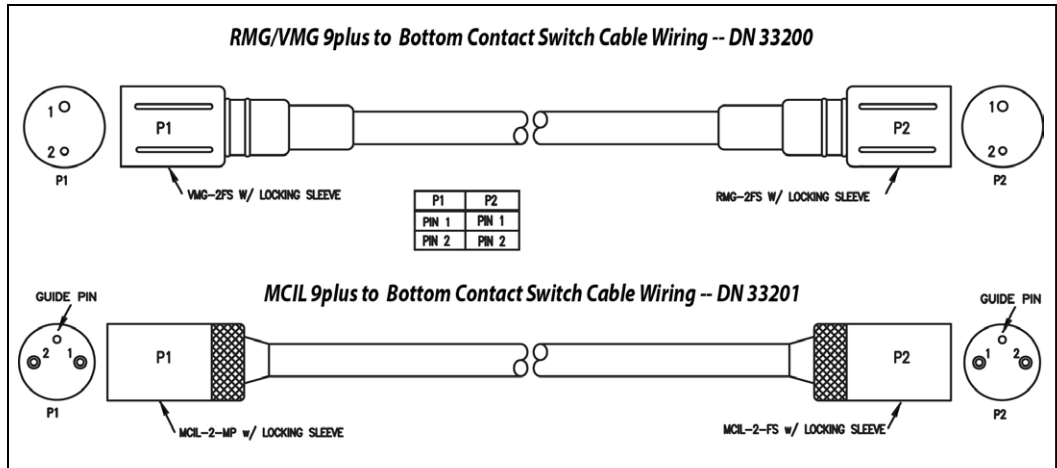 RMG/VMG 9plus to Bottom Contact Switch Cable Wiring -- DN 33200
1
2
P1
P1
VMG-2FS W/ LOCKING SLEEVE
P2
RMG-2FS W/ LOCKING SLEEVE
1
2
P2
P1 P2
PIN 1 PIN 1
PIN 2 PIN 2
MCIL 9plus to Bottom Contact Switch Cable Wiring -- DN 33201
GUIDE PIN
2 1
P1
P1
MCIL-2-MP w/ LOCKING SLEEVE
P2
MCIL-2-FS w/ LOCKING SLEEVE
GUIDE PIN
1 2
P2